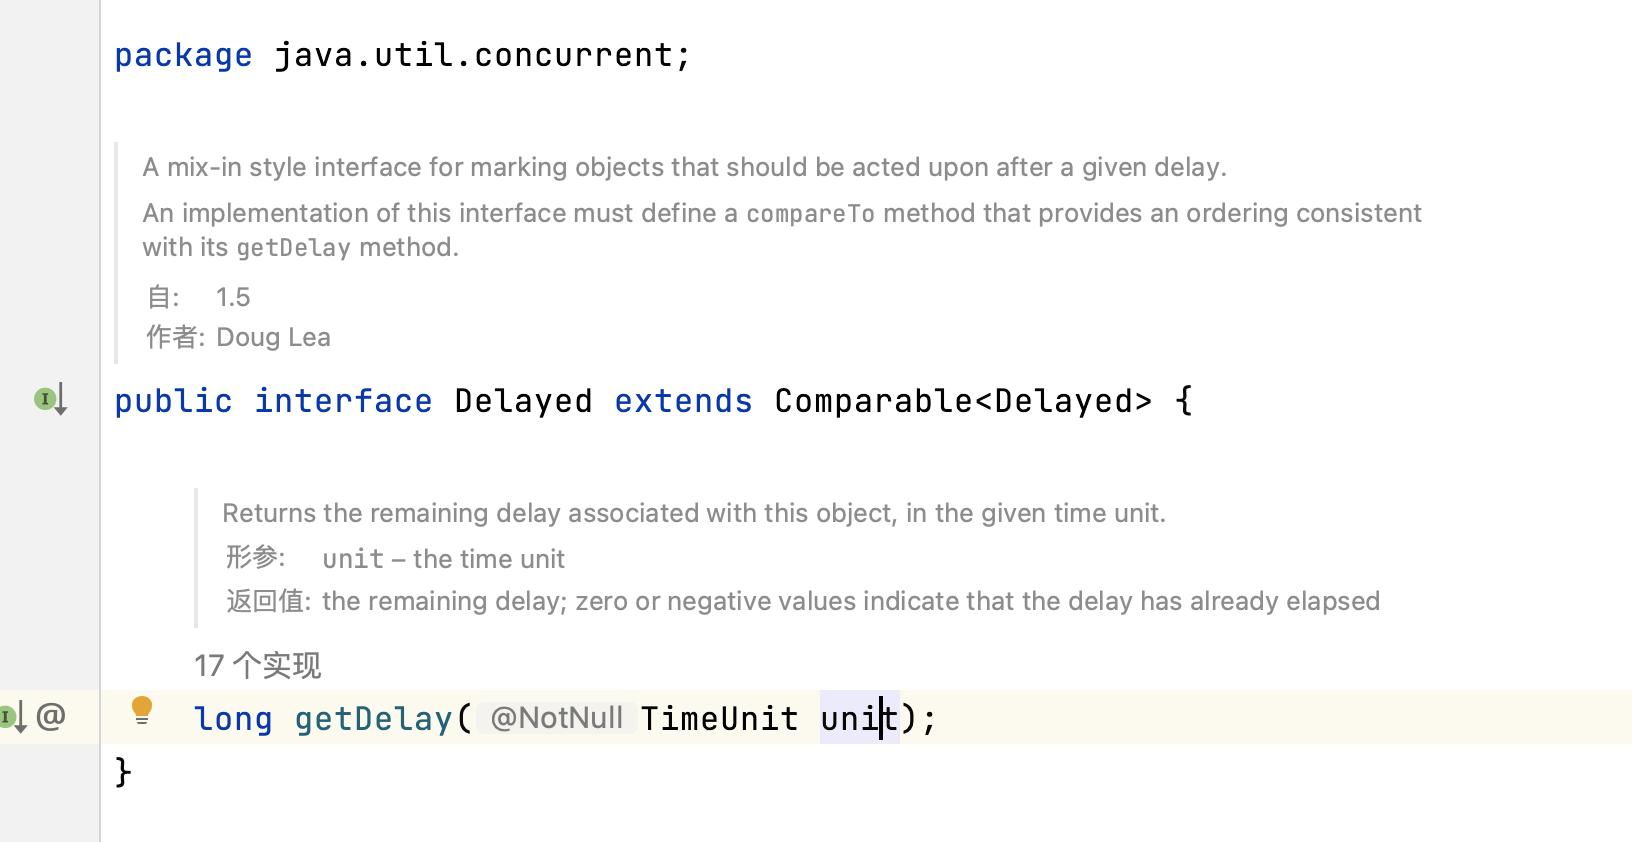 package java.util.concurrent;
A mix-in style interface for marking objects that should be acted upon after a given delay.
An implementation of this interface must define a compareTo method that provides an ordering consistent
with its getDelay method.
自: 1.5
作者: Doug Lea
public interface Delayed extends Comparable<Delayed> {
Returns the remaining delay associated with this object, in the given time unit.
形参: unit – the time unit
返回值: the remaining delay; zero or negative values indicate that the delay has already elapsed
17 个实现
@ long getDelay( @NotNull TimeUnit unit);
}